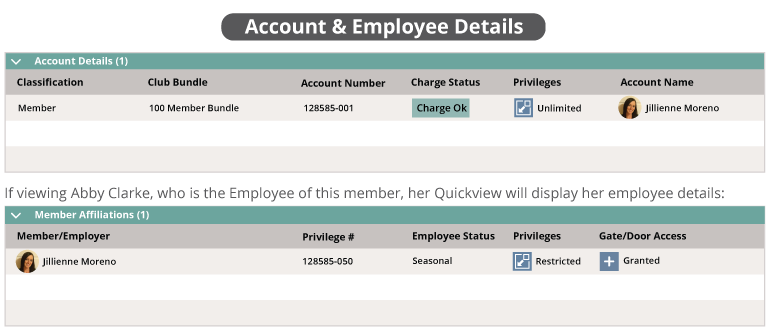 Account & Employee Details
Account Details (1)
Classification Club Bundle Account Number Charge Status Privileges Account Name
Member 100 Member Bundle 128585-001 Charge Ok Unlimited Jillienne Moreno
If viewing Abby Clarke, who is the Employee of this member, her Quickview will display her employee details:
Member Affiliations (1)
Member/Employer Privilege # Employee Status Privileges Gate/Door Access
Jillienne Moreno 128585-050 Seasonal Restricted Granted